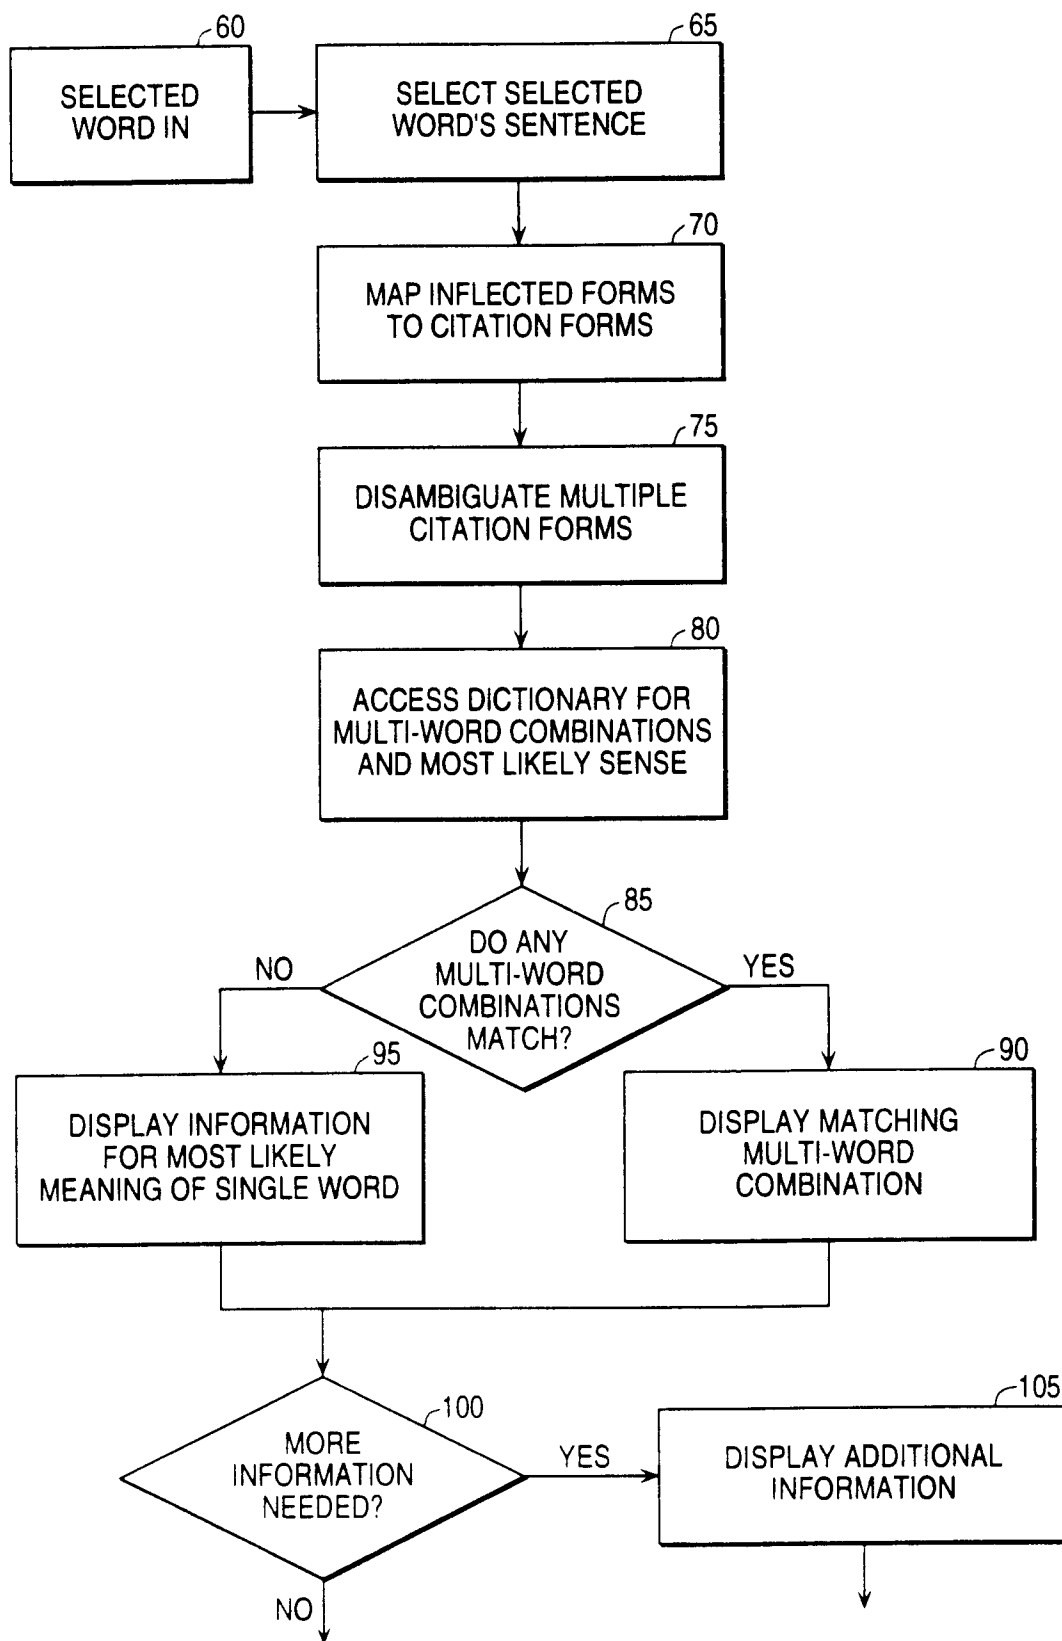 60
SELECTED
WORD IN
65
SELECT SELECTED
WORD'S SENTENCE
70
MAP INFLECTED FORMS
TO CITATION FORMS
75
DISAMBIGUATE MULTIPLE
CITATION FORMS
80
ACCESS DICTIONARY FOR
MULTI-WORD COMBINATIONS
AND MOST LIKELY SENSE
85
DO ANY
MULTI-WORD
COMBINATIONS
MATCH?
NO
YES
95
DISPLAY INFORMATION
FOR MOST LIKELY
MEANING OF SINGLE WORD
90
DISPLAY MATCHING
MULTI-WORD
COMBINATION
100
MORE
INFORMATION
NEEDED?
YES
105
DISPLAY ADDITIONAL
INFORMATION
NO